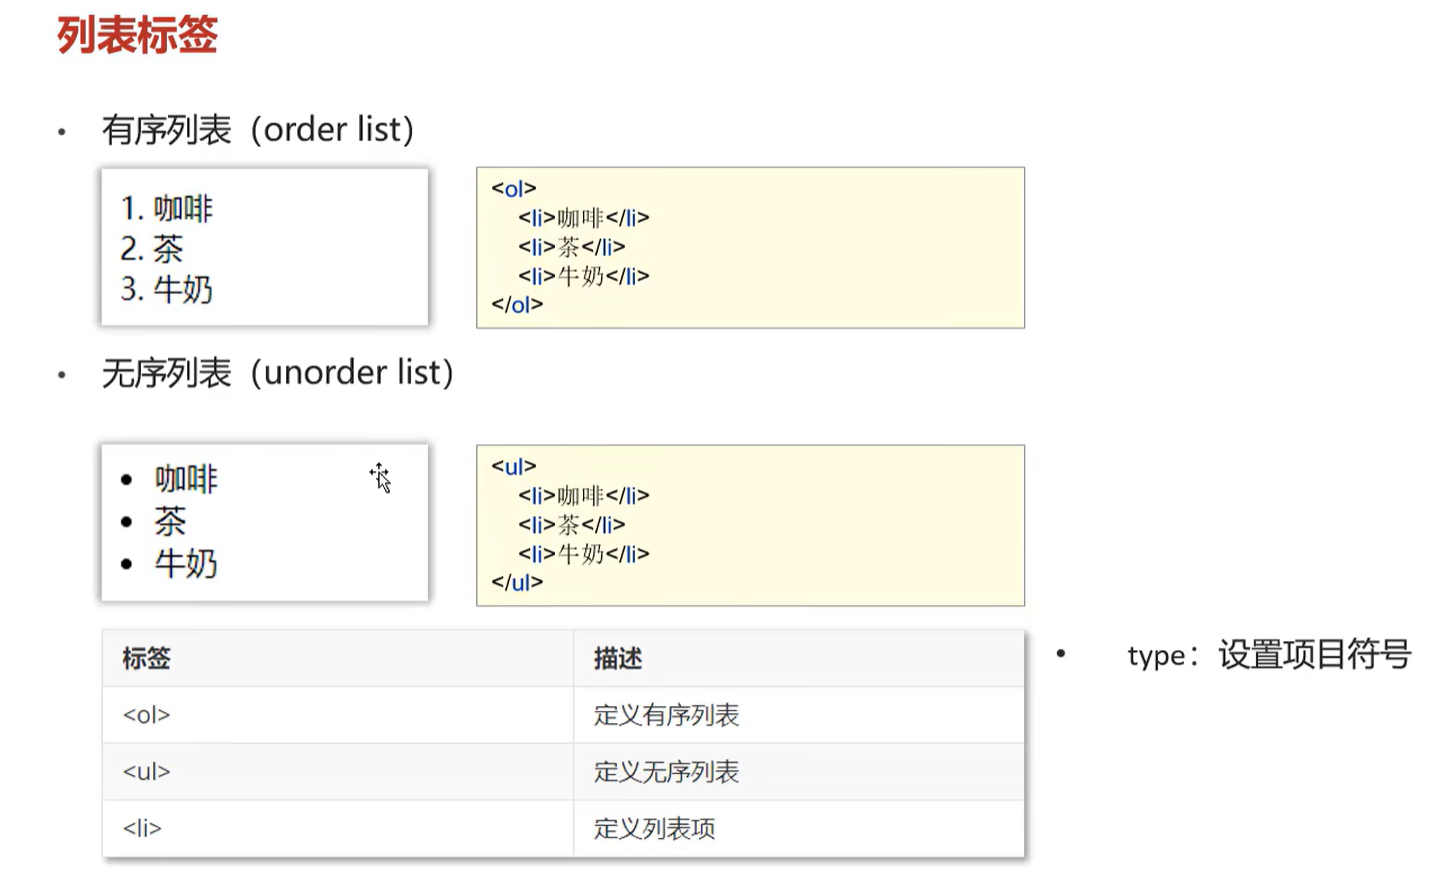 列表标签
• 有序列表（order list）
1. 咖啡
2. 茶
3. 牛奶
<ol>
<li>咖啡</li>
<li>茶</li>
<li>牛奶</li>
</ol>
• 无序列表（unorder list）
• 咖啡
• 茶
• 牛奶
<ul>
<li>咖啡</li>
<li>茶</li>
<li>牛奶</li>
</ul>
标签 描述
<ol> 定义有序列表
<ul> 定义无序列表
<li> 定义列表项
• type：设置项目符号